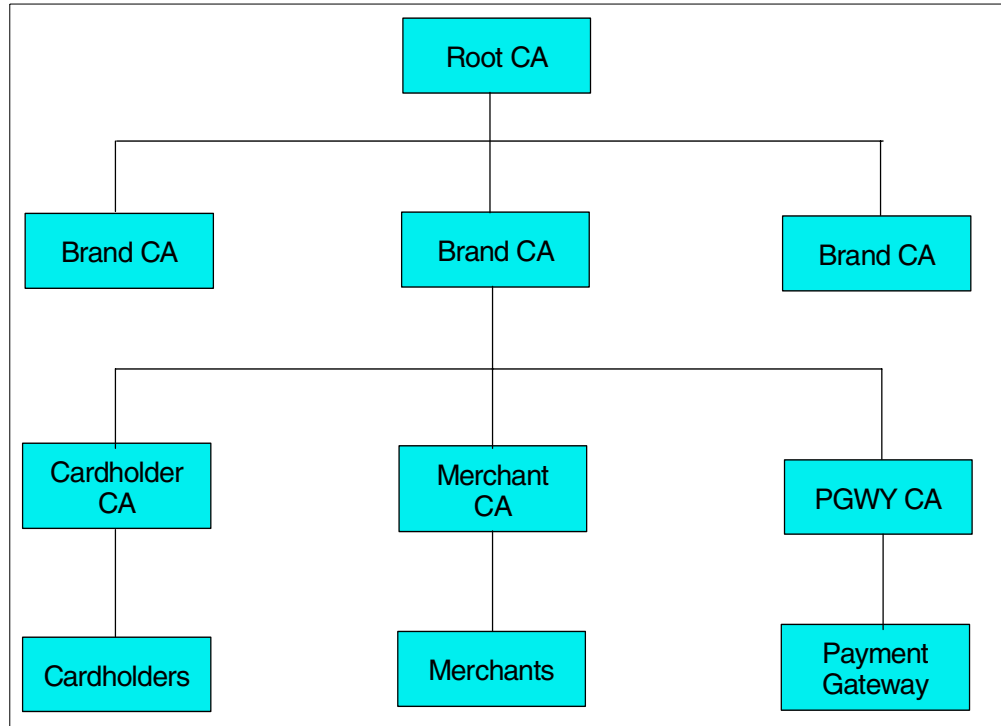 Root CA
Brand CA
Brand CA
Brand CA
Cardholder
CA
Merchant
CA
PGWY CA
Cardholders
Merchants
Payment
Gateway